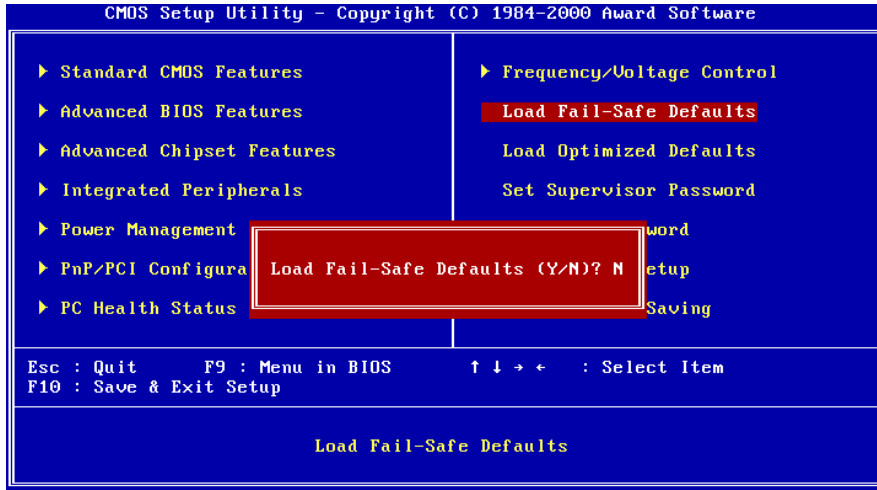 CMOS Setup Utility - Copyright (C) 1984-2000 Award Software
▶ Standard CMOS Features
▶ Advanced BIOS Features
▶ Advanced Chipset Features
▶ Integrated Peripherals
▶ Power Management
▶ PnP/PCI Configura
▶ PC Health Status
▶ Frequency/Voltage Control
Load Fail-Safe Defaults
Load Optimized Defaults
Set Supervisor Password
word
etup
Saving
Load Fail-Safe Defaults (Y/N)? N
Esc : Quit F9 : Menu in BIOS ↑ ↓ → ← : Select Item
F10 : Save & Exit Setup
Load Fail-Safe Defaults